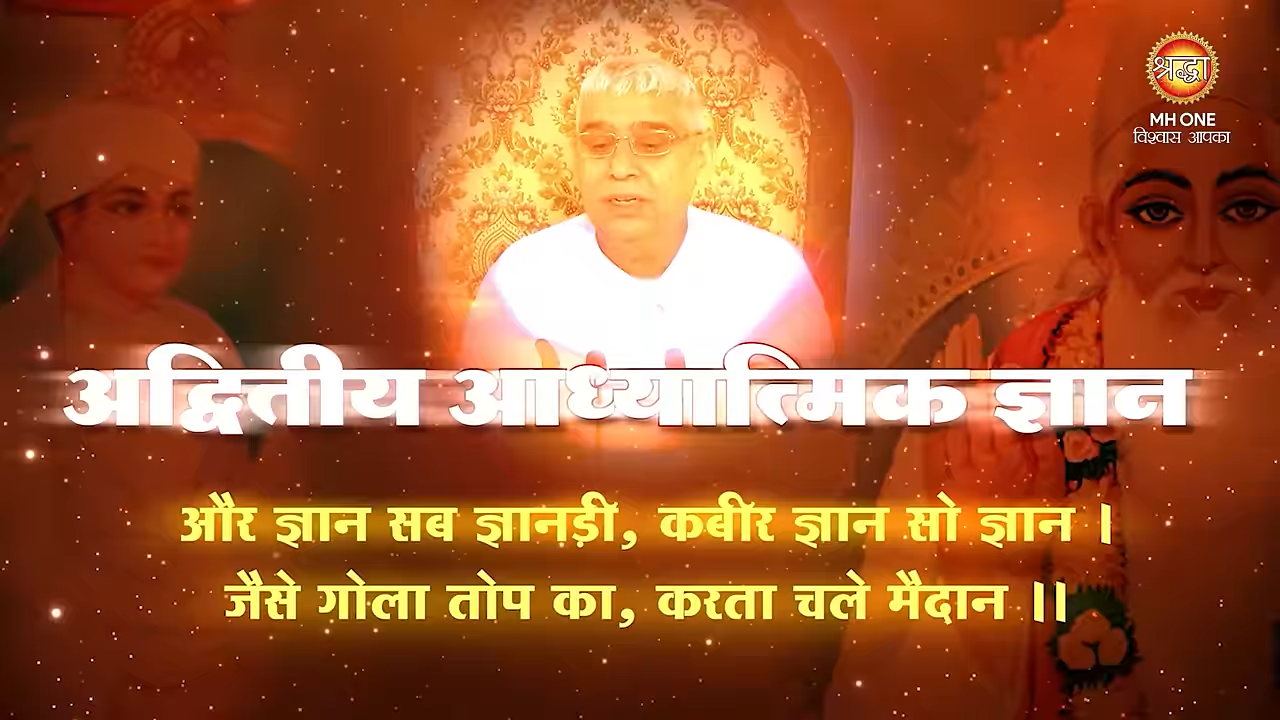 श्रद्धा
MH ONE
विश्वास आपका
अद्वितीय आध्यात्मिक ज्ञान
और ज्ञान सब ज्ञानड़ी, कबीर ज्ञान सो ज्ञान ।
जैसे गोला तोप का, करता चले मैदान ।।